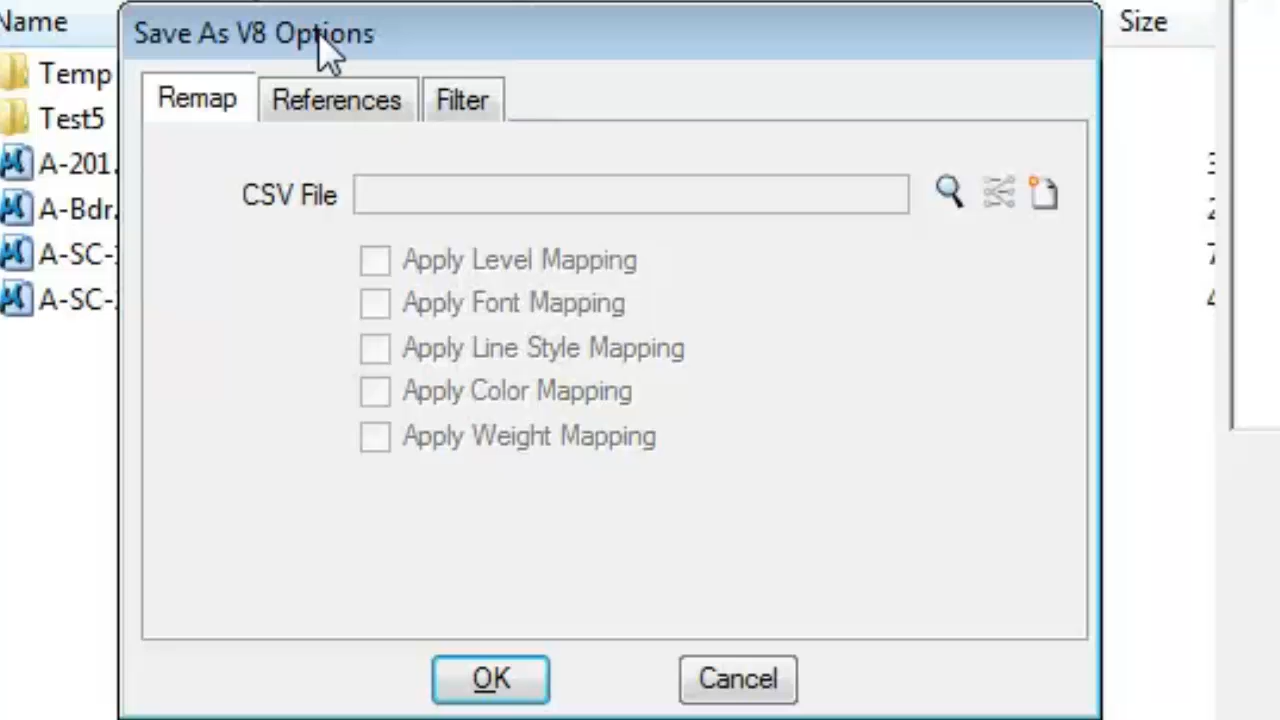 Name
Size
Save As V8 Options
Temp
Test5
A-201.
A-Bdr.
A-SC-
A-SC-
Remap
References
Filter
CSV File
Apply Level Mapping
Apply Font Mapping
Apply Line Style Mapping
Apply Color Mapping
Apply Weight Mapping
OK
Cancel